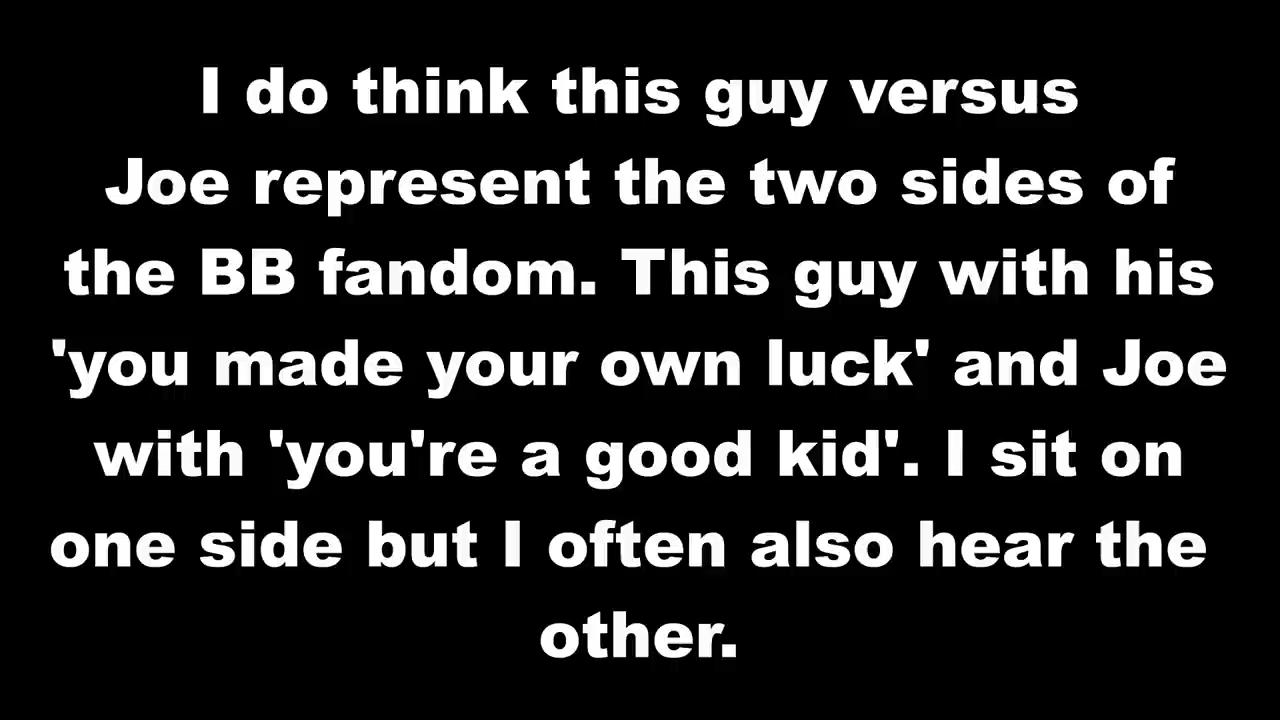 I do think this guy versus
Joe represent the two sides of
the BB fandom. This guy with his
'you made your own luck' and Joe
with 'you're a good kid'. I sit on
one side but I often also hear the
other.